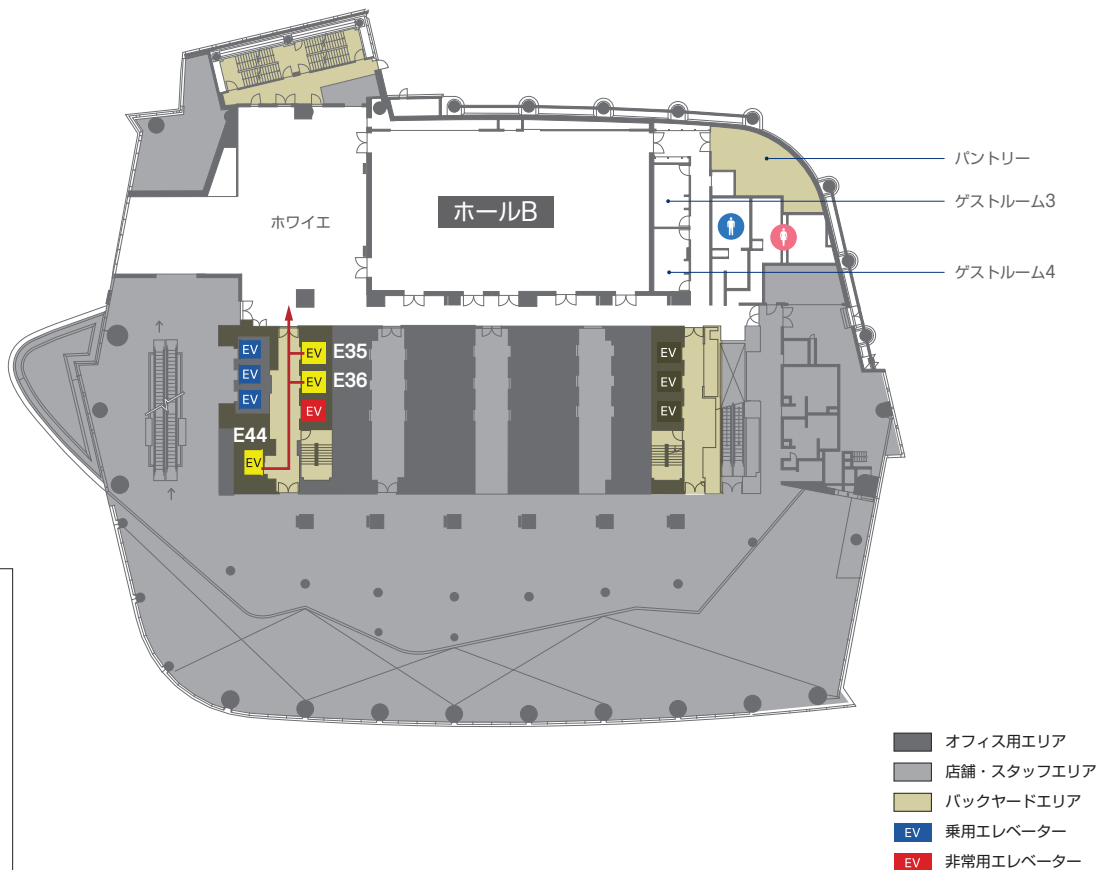 パントリー
ゲストルーム3
ホールB
ホワイエ
ゲストルーム4
EV
EV
E35
EV
EV
EV
E36
EV
EV
EV
EV
EV
E44
EV
オフィス用エリア
店舗・スタッフエリア
バックヤードエリア
EV 乗用エレベーター
EV 非常用エレベーター